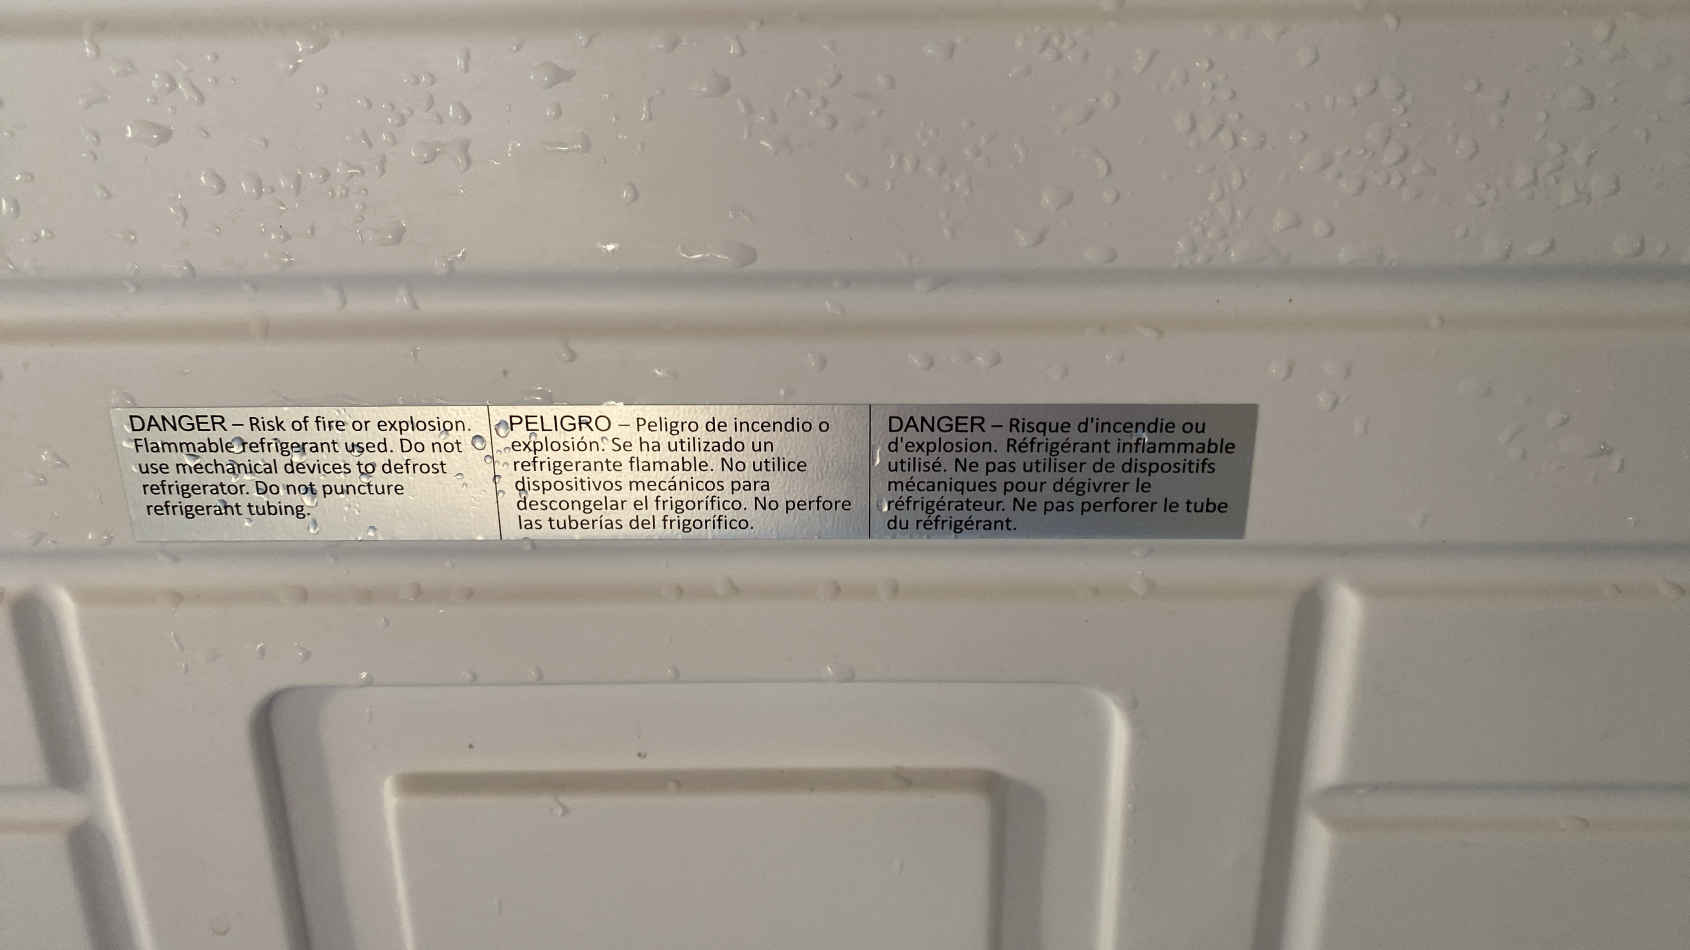 DANGER – Risk of fire or explosion.
Flammable refrigerant used. Do not
use mechanical devices to defrost
refrigerator. Do not puncture
refrigerant tubing.
PELIGRO – Peligro de incendio o
explosión. Se ha utilizado un
refrigerante flamable. No utilice
dispositivos mecánicos para
descongelar el frigorífico. No perfore
las tuberías del frigorífico.
DANGER – Risque d'incendie ou
d'explosion. Réfrigérant inflammable
utilisé. Ne pas utiliser de dispositifs
mécaniques pour dégivrer le
réfrigérateur. Ne pas perforer le tube
du réfrigérant.